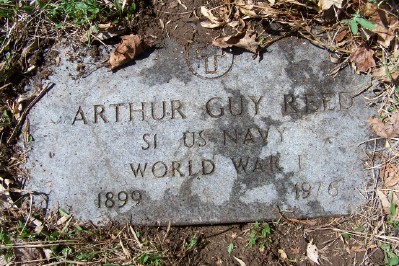 ARTHUR GUY REED
S1 US NAVY
WORLD WAR I
1899 1976